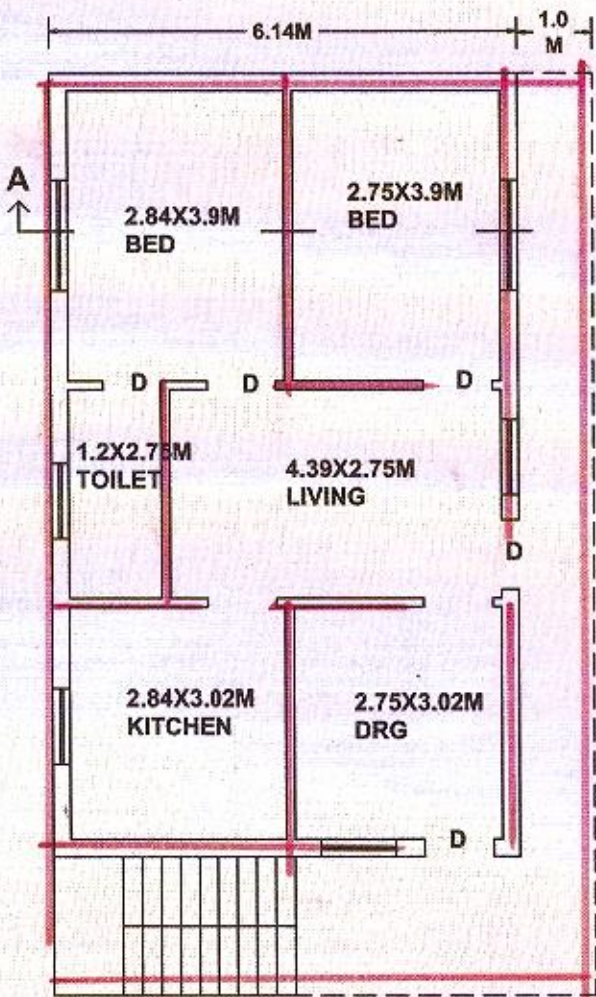 6.14M
1.0
M
A
2.84X3.9M
BED
2.75X3.9M
BED
D
D
D
1.2X2.75M
TOILET
4.39X2.75M
LIVING
D
2.84X3.02M
KITCHEN
2.75X3.02M
DRG
D